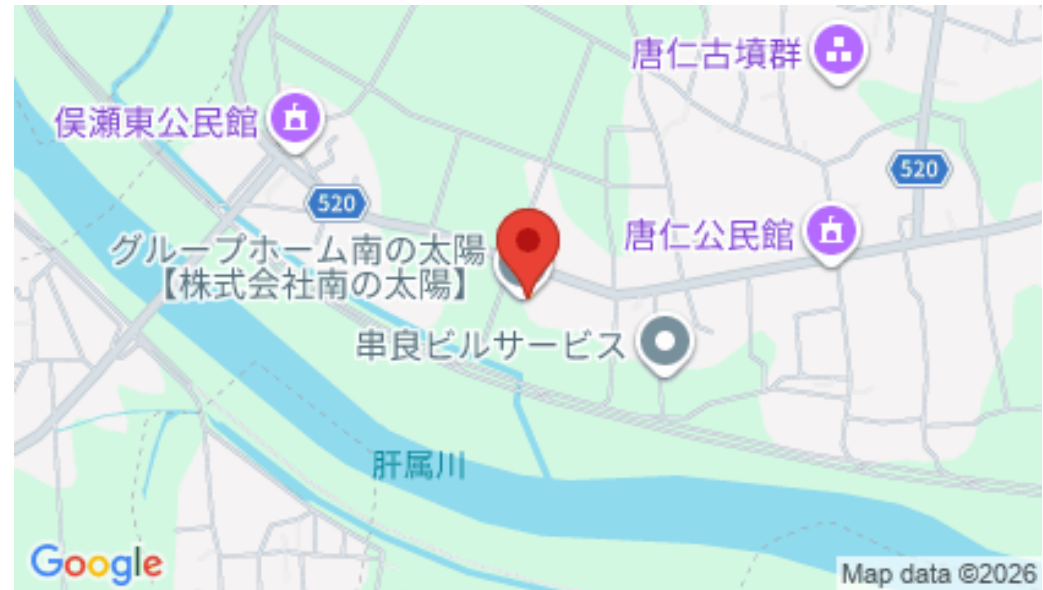 唐仁古墳群
俣瀬東公民館
520
520
唐仁公民館
グループホーム南の太陽
【株式会社南の太陽】
串良ビルサービス
肝属川
Google
Map data ©2026